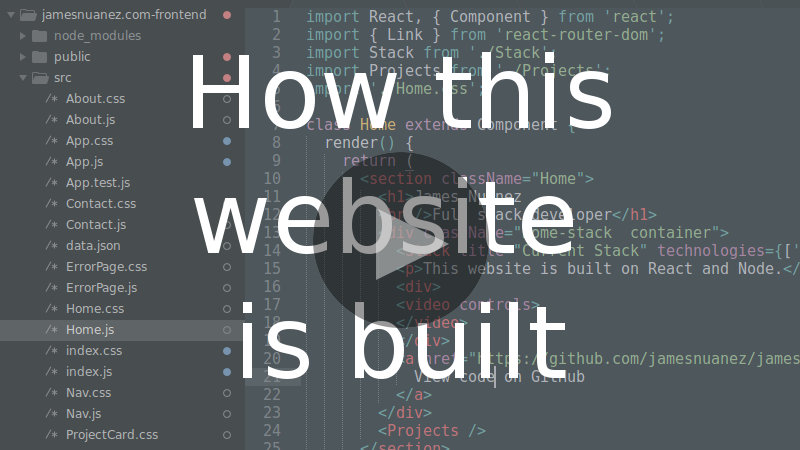 jamesnuanez.com-frontend
node_modules
public
src
/* About.css
/* About.js
/* App.css
/* App.js
/* App.test.js
/* Contact.css
/* Contact.js
/* data.json
/* ErrorPage.css
/* ErrorPage.js
/* Home.css
/* Home.js
/* index.css
/* index.js
/* Nav.css
/* Nav.js
/* ProjectCard.css
How this
website
is built
1 import React, { Component } from 'react';
2 import { Link } from 'react-router-dom';
3 import Stack from './Stack';
4 import Projects from './Projects';
import './Home.css';
6
7 class Home extends Component {
8 render() {
9 return (
10 <section className="Home">
11 <h1>James Nuanez
12 <br/>Full stack developer</h1>
13 <div className="Home-stack container">
14 <Stack title="Current Stack" technologies={['
15 <p>This website is built on React and Node.</
16 <div>
17 <video controls>
18 </video>
19 </div>
20 <a href="https://github.com/jamesnuanez/james
21 View code on Github
22 </a>
23 </div>
24 <Projects />
25 </section>